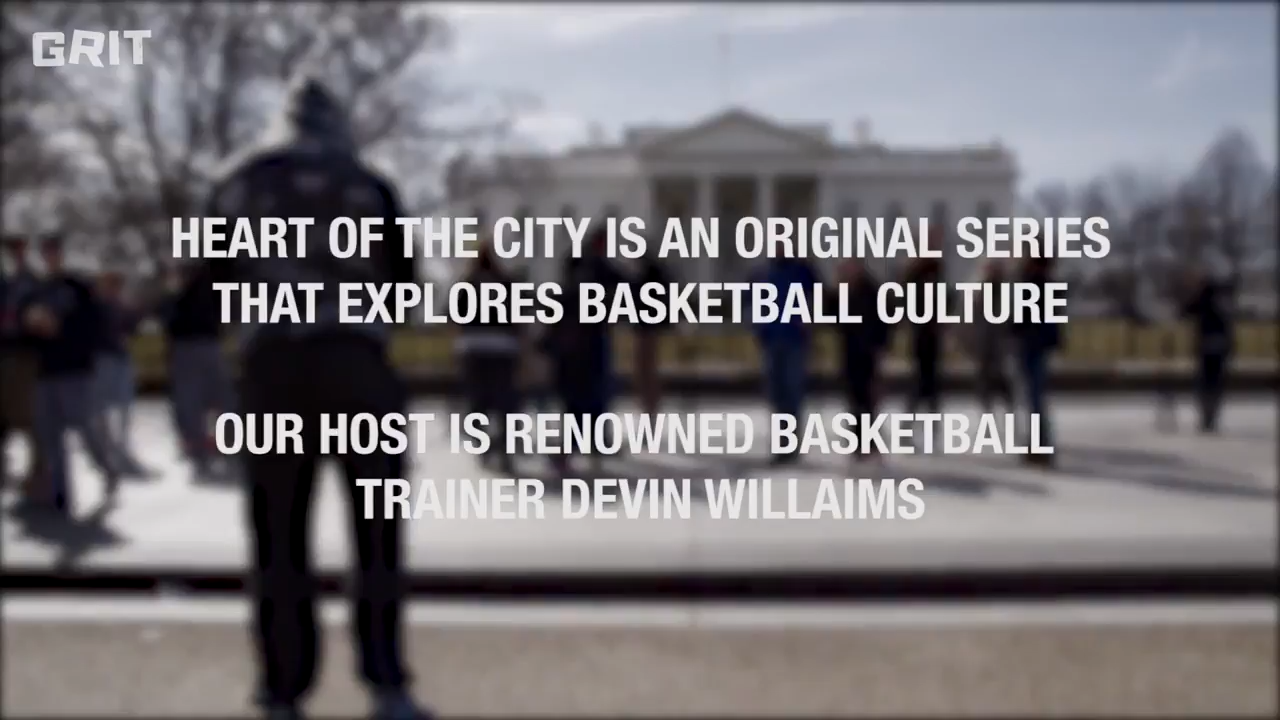 GRIT
HEART OF THE CITY IS AN ORIGINAL SERIES
THAT EXPLORES BASKETBALL CULTURE
OUR HOST IS RENOWNED BASKETBALL
TRAINER DEVIN WILLAIMS